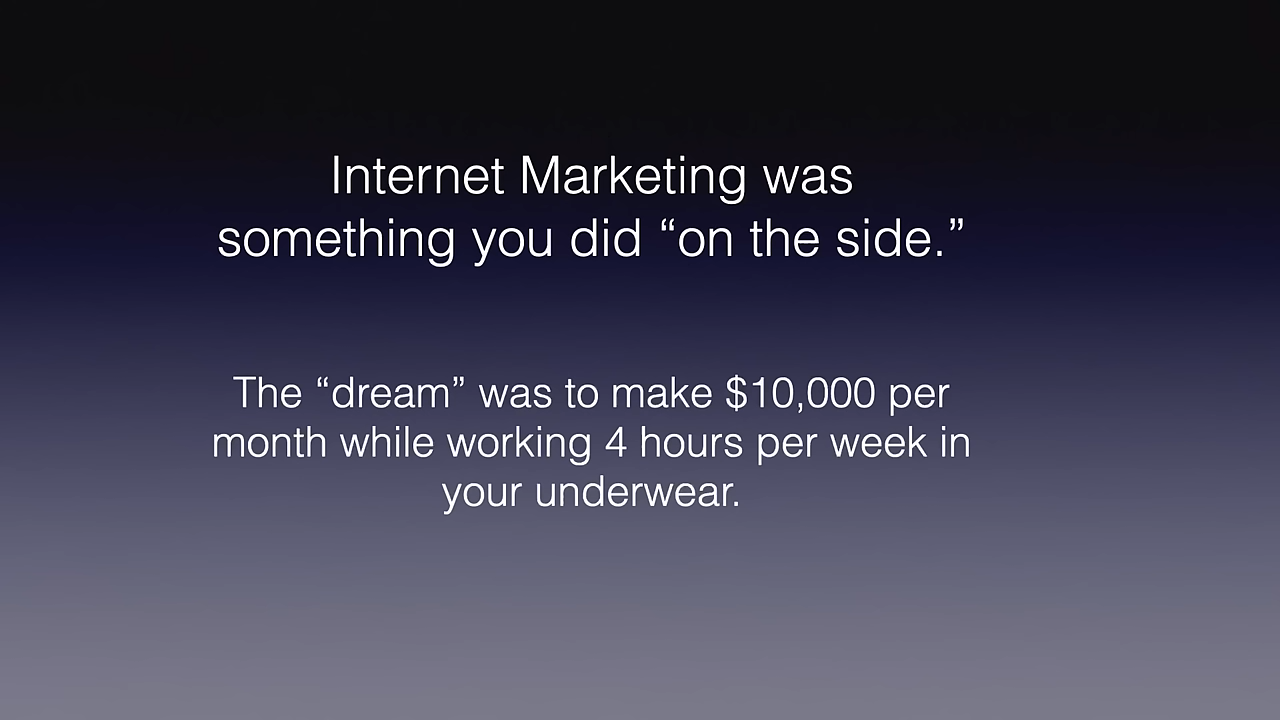 Internet Marketing was
something you did “on the side.”
The “dream” was to make $10,000 per
month while working 4 hours per week in
your underwear.